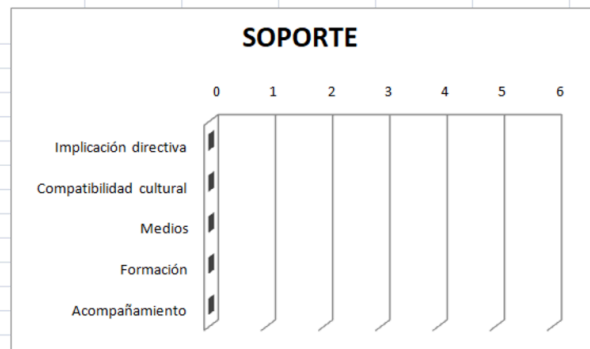 SOPORTE
0 1 2 3 4 5 6
Implicación directiva
Compatibilidad cultural
Medios
Formación
Acompañamiento